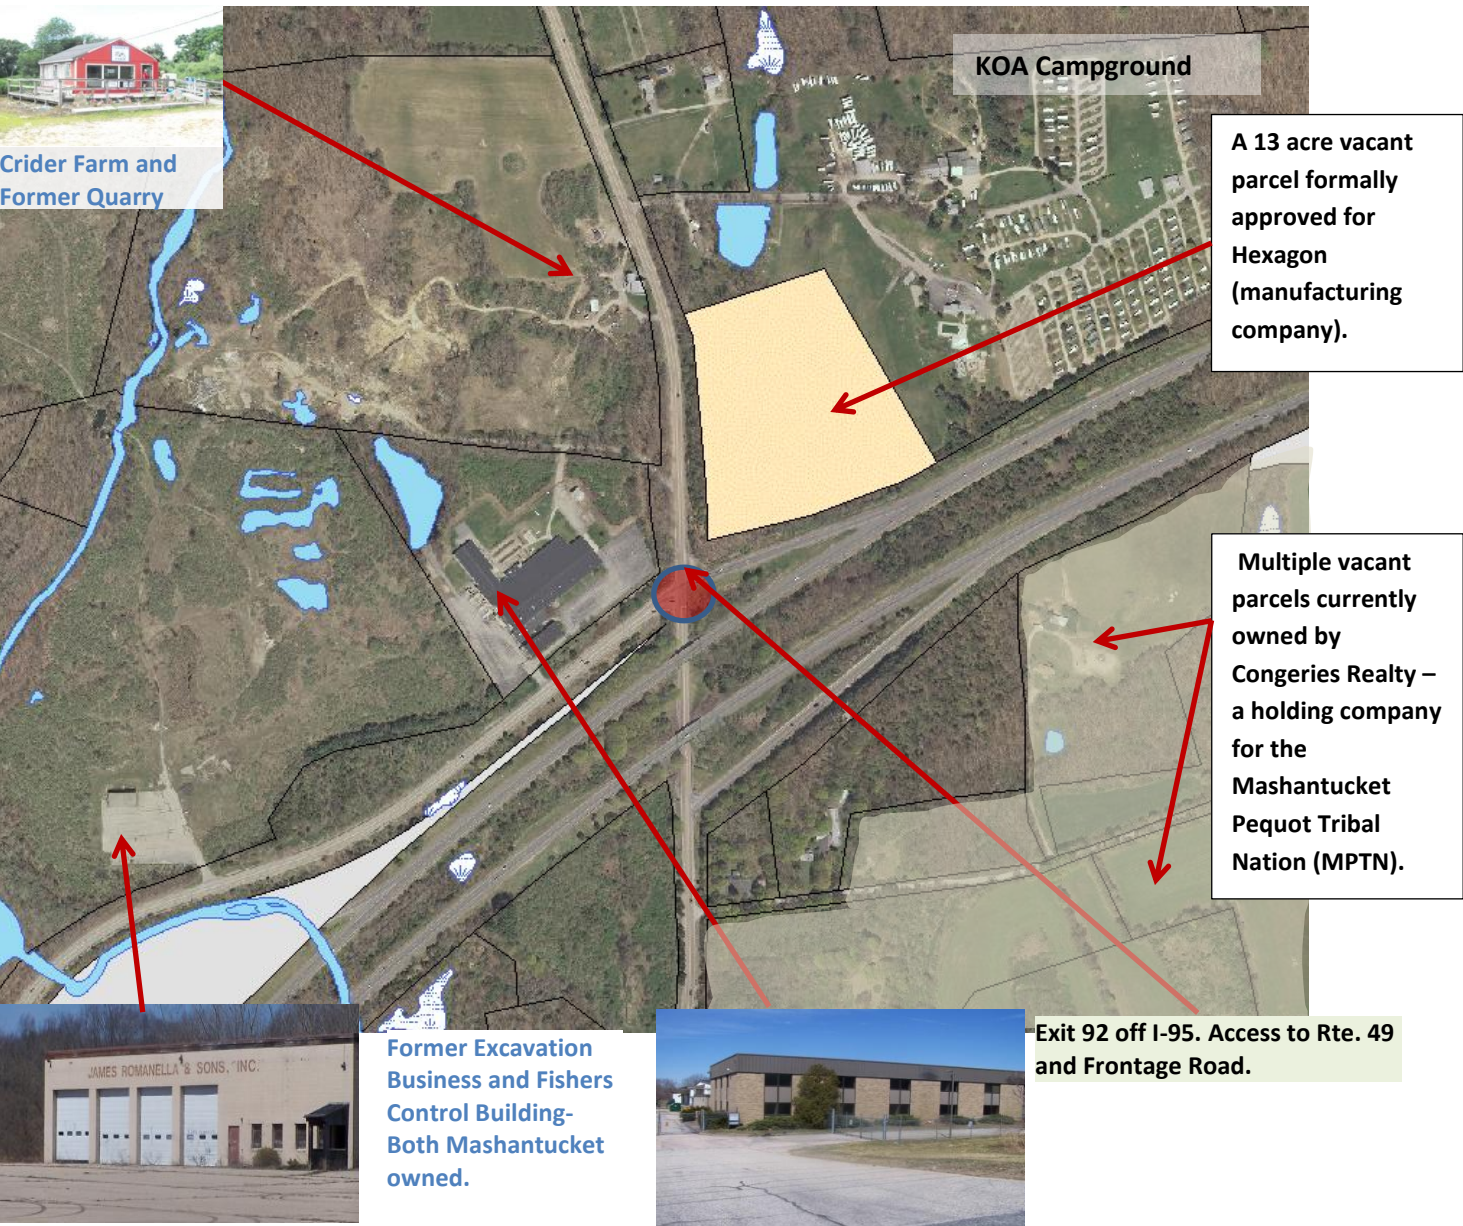 KOA Campground
Crider Farm and
Former Quarry
A 13 acre vacant
parcel formally
approved for
Hexagon
(manufacturing
company).
Multiple vacant
parcels currently
owned by
Congeries Realty –
a holding company
for the
Mashantucket
Pequot Tribal
Nation (MPTN).
JAMES ROMANELLA & SONS, INC.
Former Excavation
Business and Fishers
Control Building-
Both Mashantucket
owned.
Exit 92 off I-95. Access to Rte. 49
and Frontage Road.